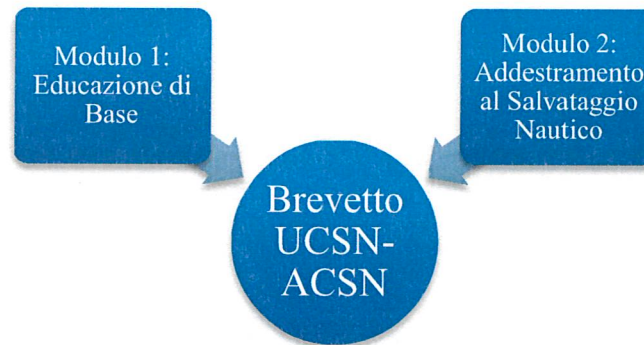 Modulo 1:
Educazione di
Base
Modulo 2:
Addestramento
al Salvataggio
Nautico
Brevetto
UCSN-
ACSN